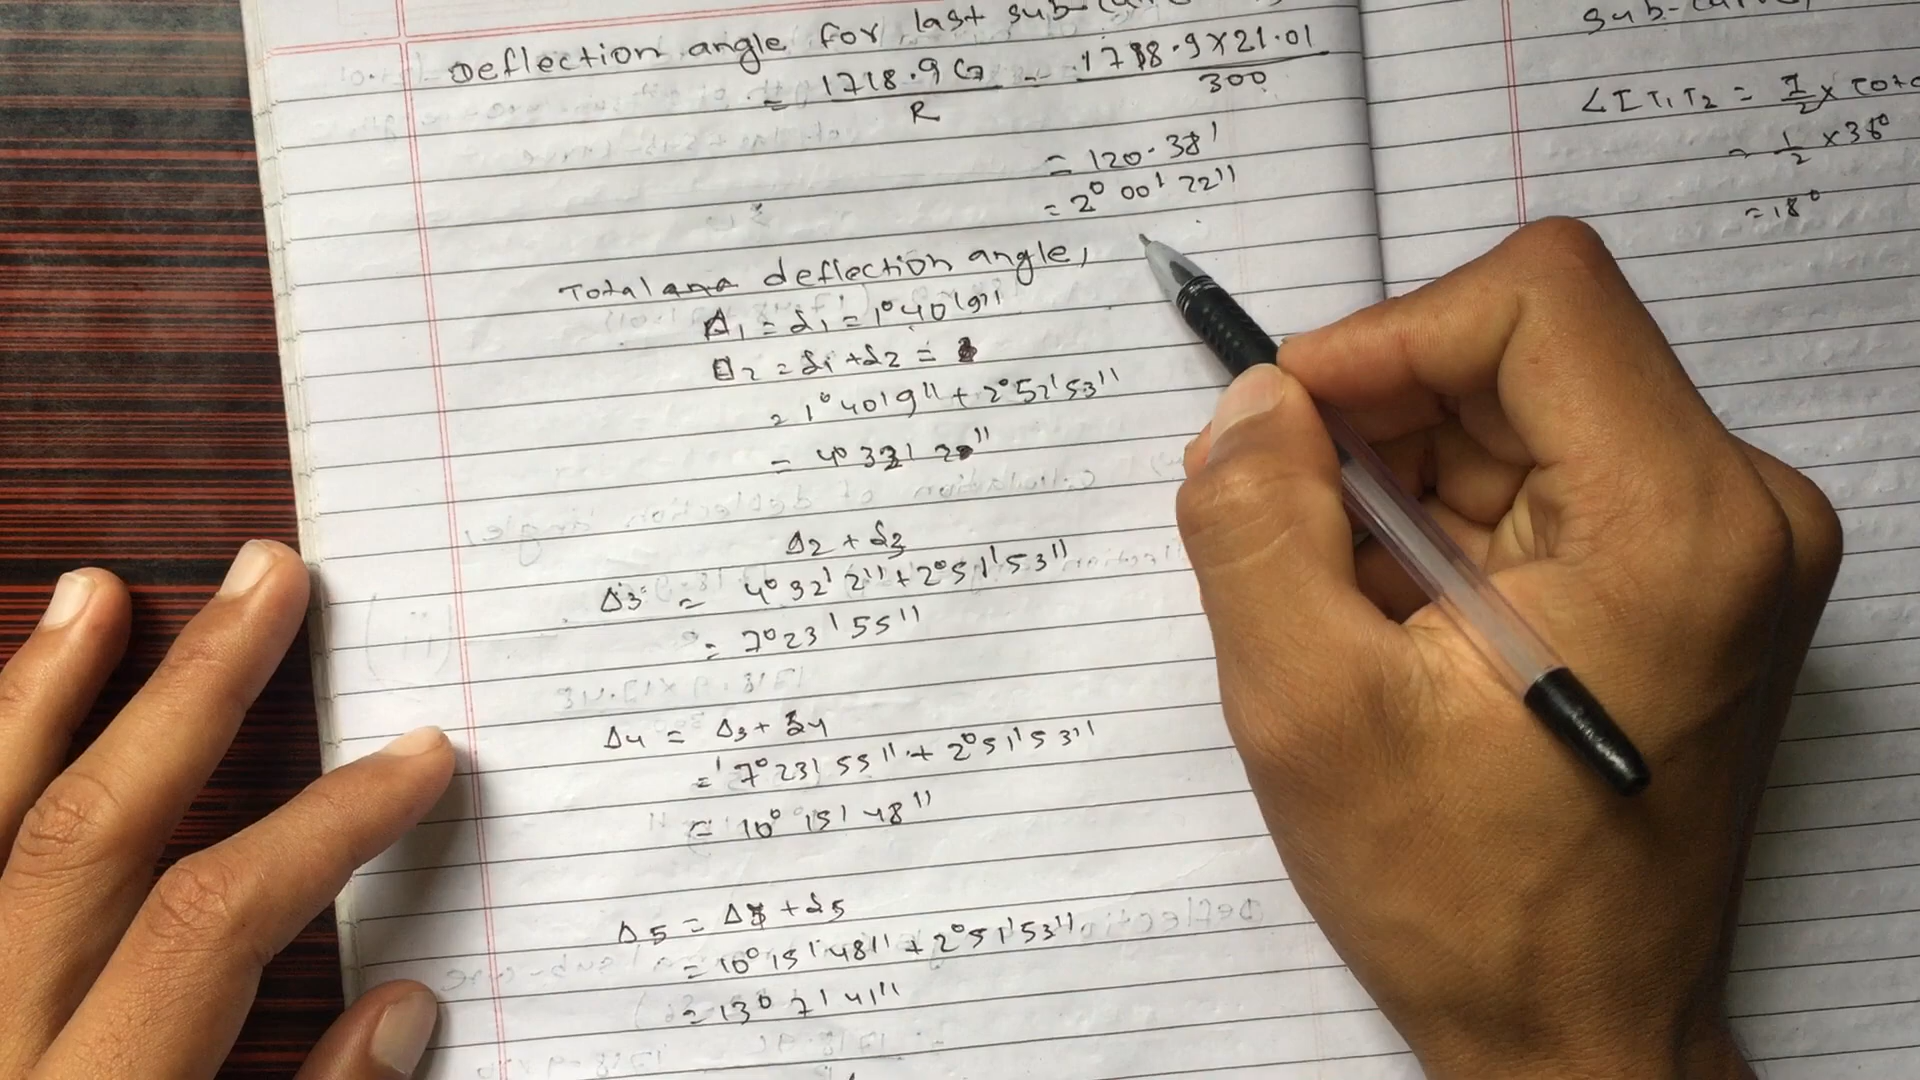 Deflection angle for last sub-
= 1718.9 C7 / R = 1718.9×21.01 / 300
= 120.38'
= 2° 00' 22''
Total deflection angle,
Δ1 = δ1 = 1°40'9''
Δ2 = δ1 + δ2 =
= 1°40'9'' + 2°52'53''
= 4° 32'
Δ2 + δ3
Δ3 = 4° 32' 2'' + 2°51'53''
= 7°23'55''
Δ4 = Δ3 + δ4
= 7°23'55'' + 2°51'53''
= 10° 15' 48''
Δ5 = Δ + δ5
= 10°15'48'' + 2°51'53''
= 13° 7' 41''
∠IT1T2 = 1/2 ×
= 1/2 × 36°
= 18°